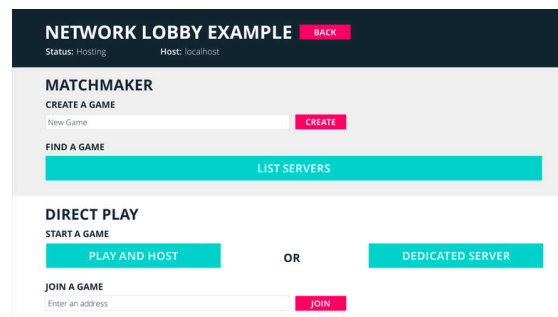 NETWORK LOBBY EXAMPLE BACK
Status: Hosting Host: localhost
MATCHMAKER
CREATE A GAME
New Game CREATE
FIND A GAME
LIST SERVERS
DIRECT PLAY
START A GAME
PLAY AND HOST OR DEDICATED SERVER
JOIN A GAME
Enter an address JOIN